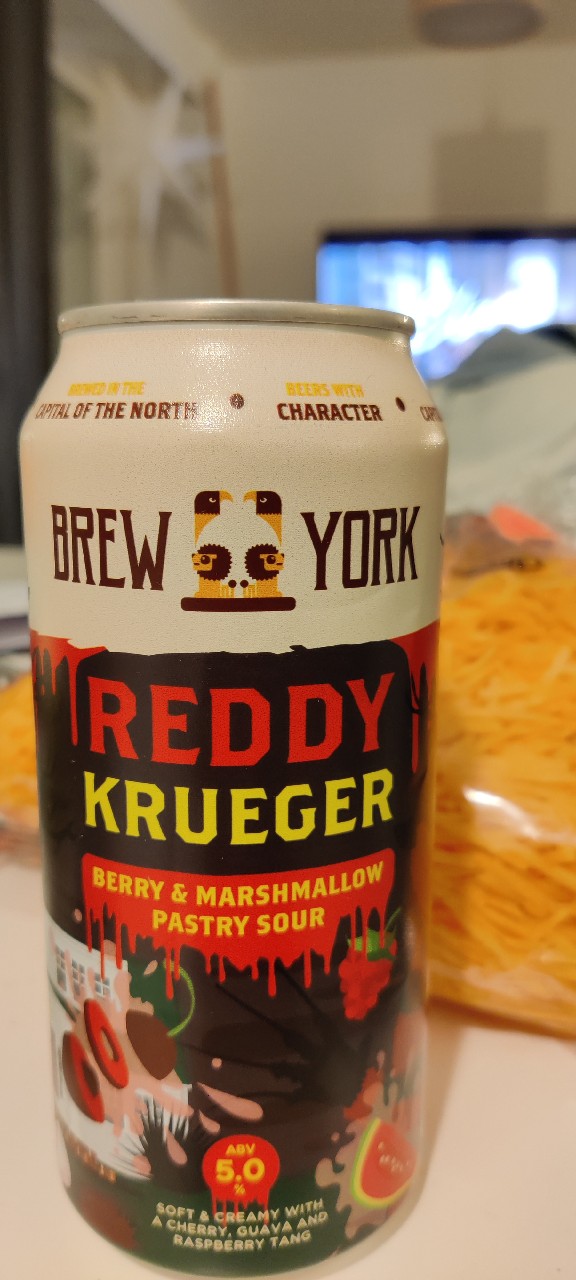 BREWED IN THE
CAPITAL OF THE NORTH
BEERS WITH
CHARACTER
BREW YORK
REDDY
KRUEGER
BERRY & MARSHMALLOW
PASTRY SOUR
ABV
5.0
%
SOFT & CREAMY WITH
A CHERRY, GUAVA AND
RASPBERRY TANG